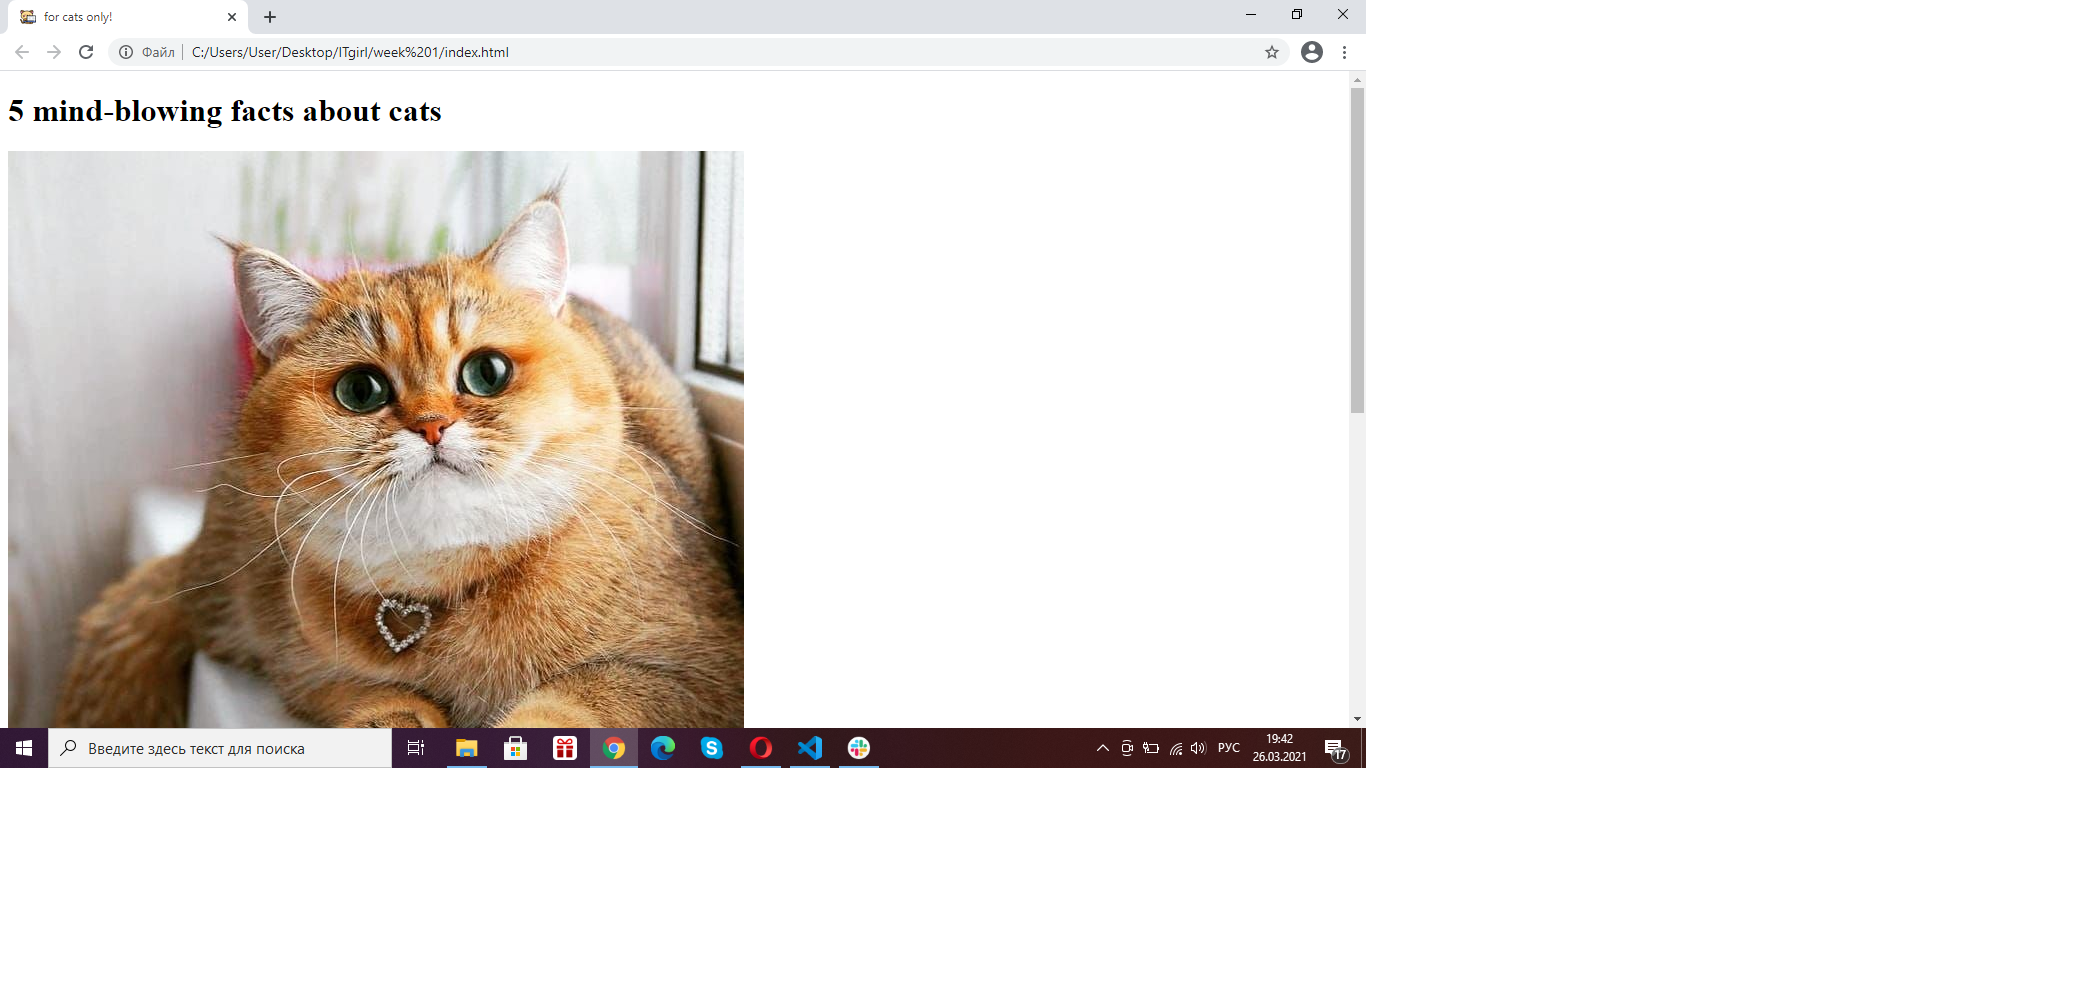 for cats only!
Файл
C:/Users/User/Desktop/ITgirl/week%201/index.html
5 mind-blowing facts about cats
Введите здесь текст для поиска
РУС
19:42
26.03.2021
17